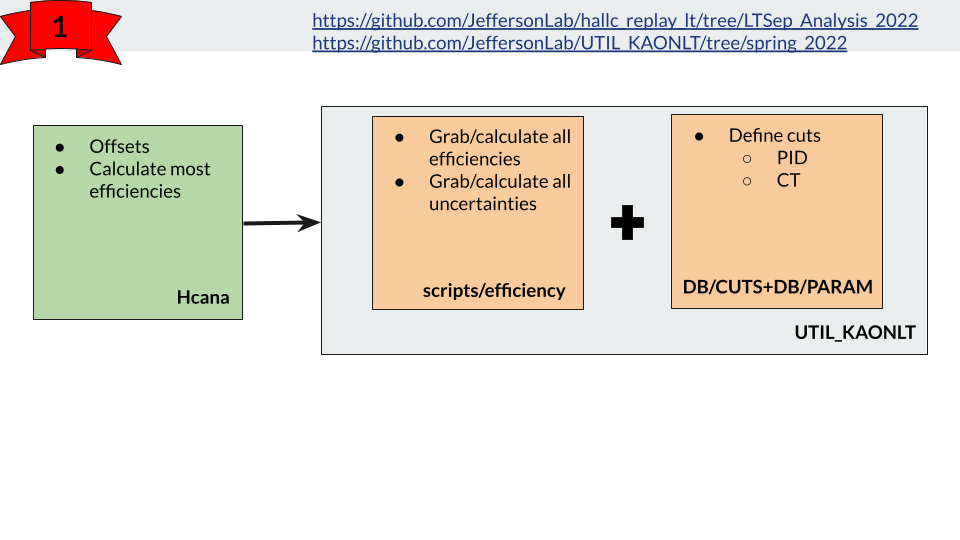 1
https://github.com/JeffersonLab/hallc_replay_lt/tree/LTSep_Analysis_2022
https://github.com/JeffersonLab/UTIL_KAONLT/tree/spring_2022
● Offsets
● Calculate most
efficiencies
Hcana
● Grab/calculate all
efficiencies
● Grab/calculate all
uncertainties
scripts/efficiency
● Define cuts
○ PID
○ CT
DB/CUTS+DB/PARAM
UTIL_KAONLT